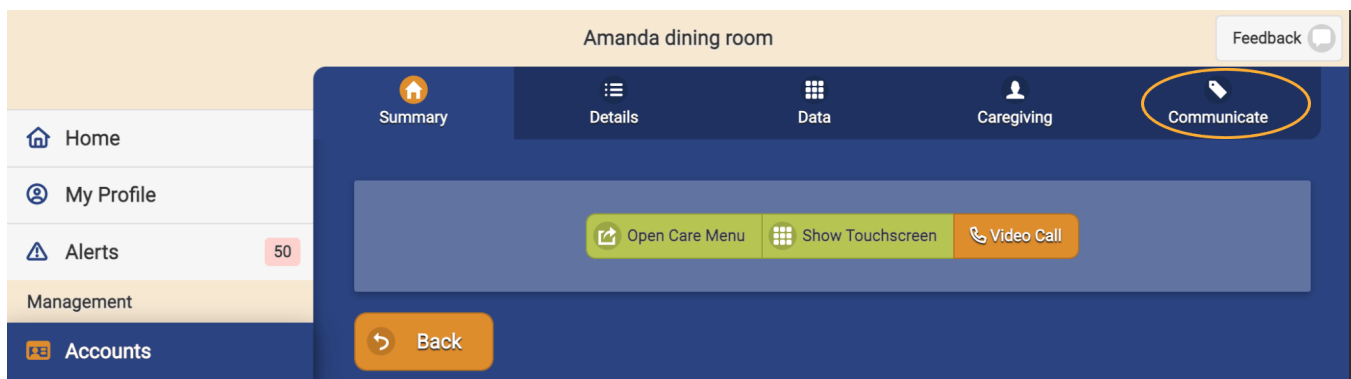 Amanda dining room
Feedback
Summary
Details
Data
Caregiving
Communicate
Home
My Profile
Alerts
50
Management
Accounts
Open Care Menu
Show Touchscreen
Video Call
Back